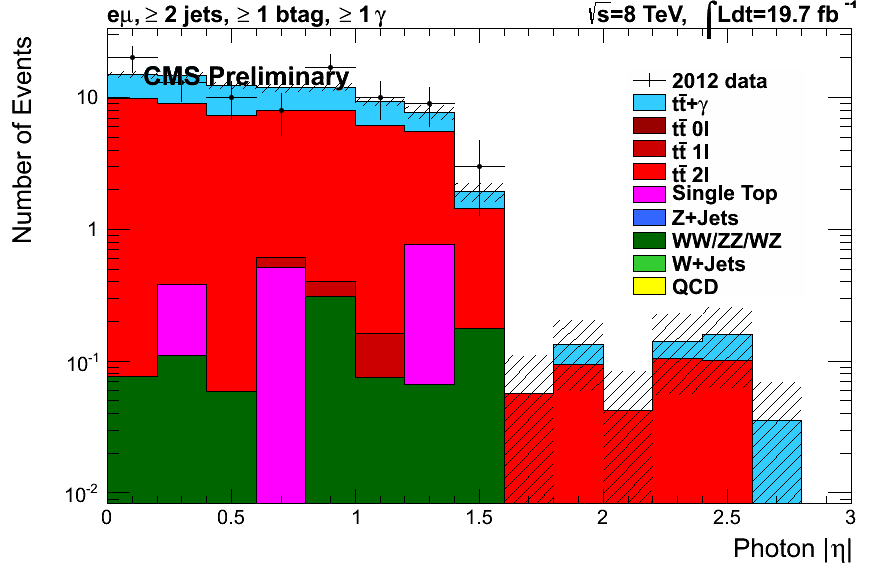 eμ, ≥ 2 jets, ≥ 1 btag, ≥ 1 γ
√s=8 TeV, ∫Ldt=19.7 fb⁻¹
CMS Preliminary
2012 data
tt̄+γ
tt̄ 0l
tt̄ 1l
tt̄ 2l
Single Top
Z+Jets
WW/ZZ/WZ
W+Jets
QCD
Number of Events
10
1
10⁻¹
10⁻²
0 0.5 1 1.5 2 2.5 3
Photon |η|